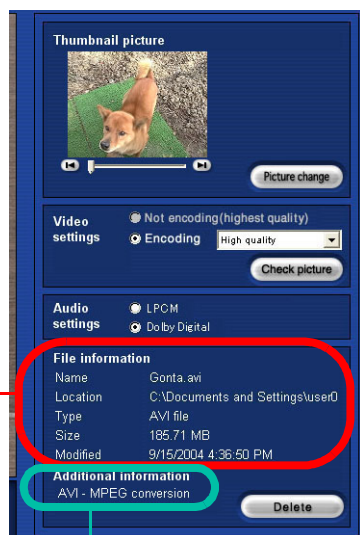 Thumbnail picture
Picture change
Video settings
Not encoding(highest quality)
Encoding
High quality
Check picture
Audio settings
LPCM
Dolby Digital
File information
Name Gonta.avi
Location C:\Documents and Settings\user0
Type AVI file
Size 185.71 MB
Modified 9/15/2004 4:36:50 PM
Additional information
AVI - MPEG conversion
Delete